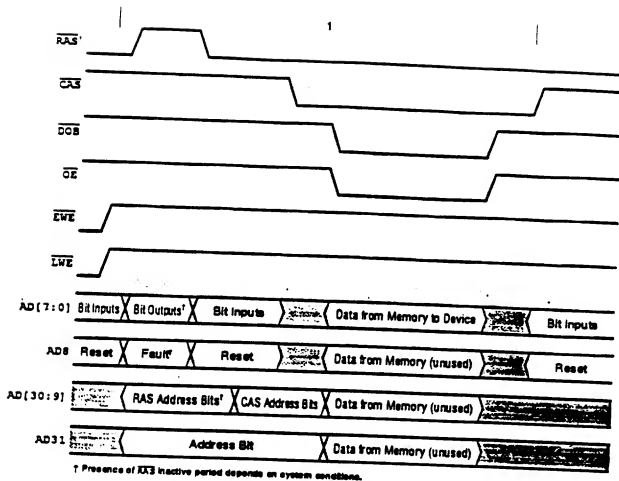 1
RAS†
CAS
DOB
OE
EWE
LWE
AD[7:0] Bit Inputs Bit Outputs† Bit Inputs Data from Memory to Device Bit Inputs
AD8 Reset Fault† Reset Data from Memory (unused) Reset
AD[30:9] RAS Address Bits† CAS Address Bits Data from Memory (unused)
AD31 Address Bit Data from Memory (unused)
† Presence of RAS inactive period depends on system conditions.